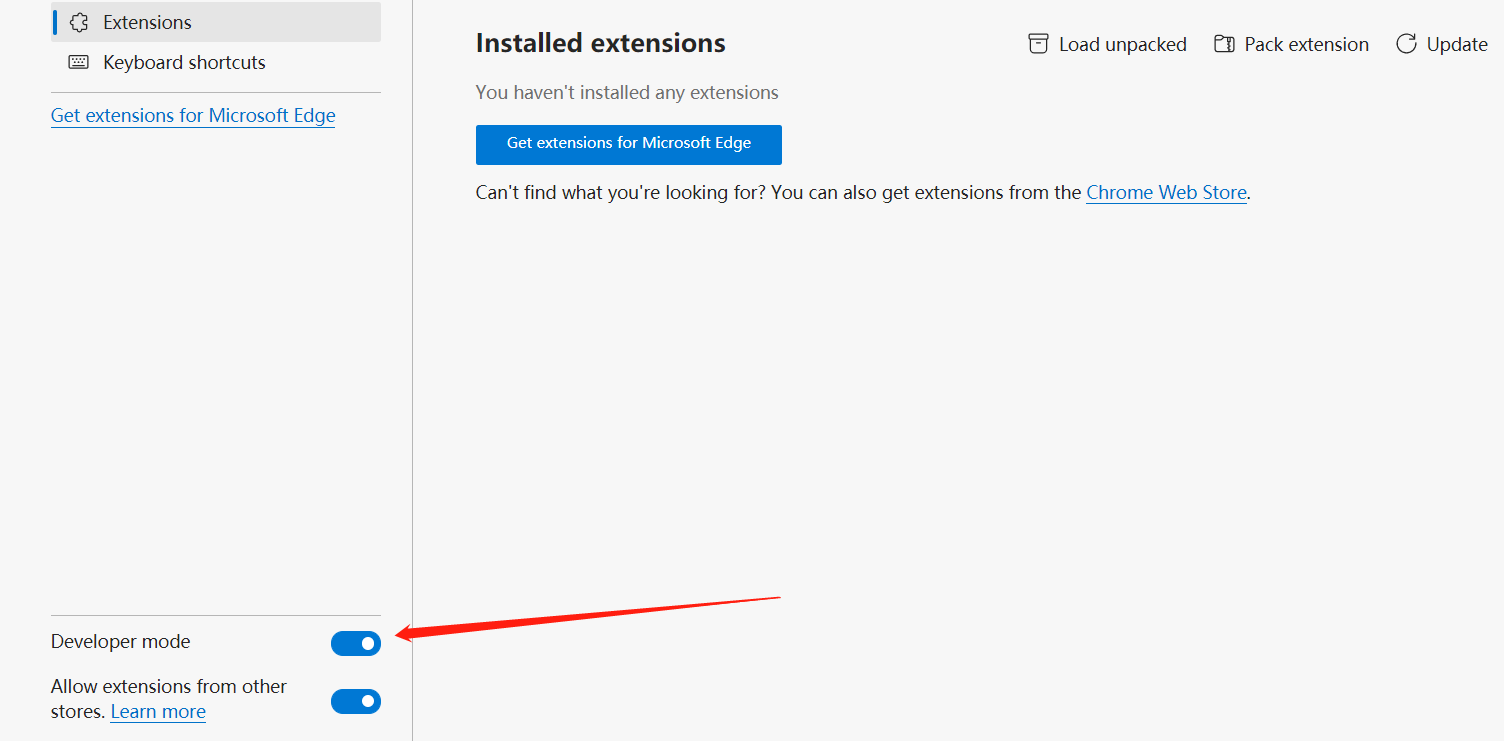 Extensions
Keyboard shortcuts
Get extensions for Microsoft Edge
Developer mode
Allow extensions from other
stores. Learn more
Installed extensions
Load unpacked
Pack extension
Update
You haven't installed any extensions
Get extensions for Microsoft Edge
Can't find what you're looking for? You can also get extensions from the Chrome Web Store.